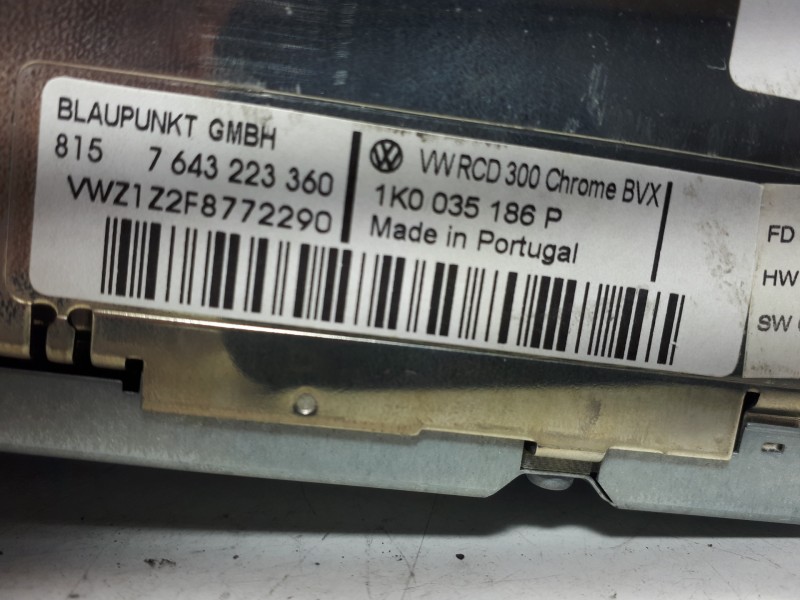 BLAUPUNKT GMBH
815 7 643 223 360
VWZ1Z2F8772290
VW RCD 300 Chrome BVX
1K0 035 186 P
Made in Portugal
FD
HW
SW